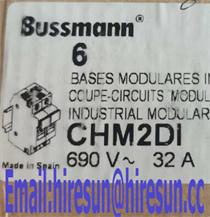 Bussmann
6
BASES MODULARES IN
COUPE-CIRCUITS MODUL
INDUSTRIAL MODULAR
CHM2DI
Made in Spain
690 V~ 32 A
Email:hiresun@hiresun.cc